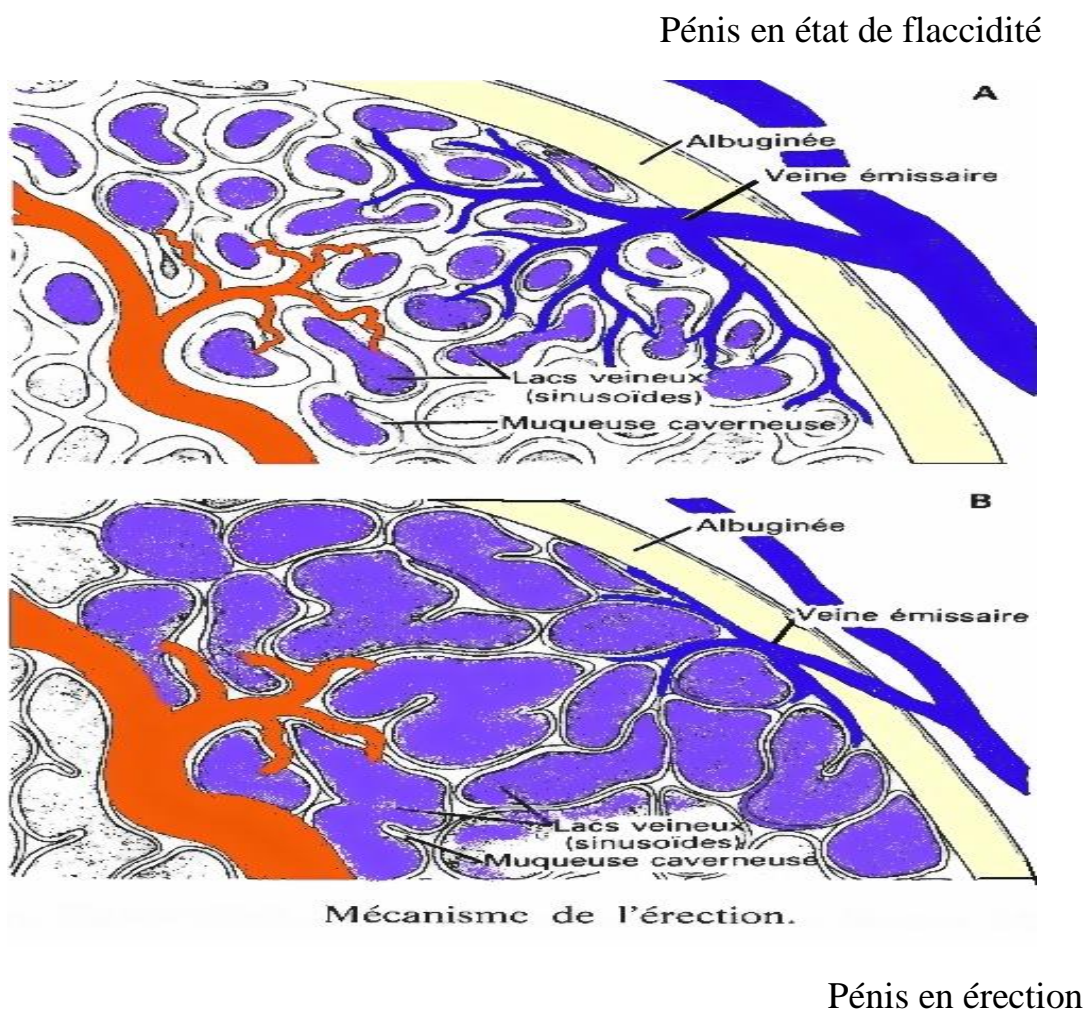 Pénis en état de flaccidité
A
Albuginée
Veine émissaire
Lacs veineux
(sinusoïdes)
Muqueuse caverneuse
B
Albuginée
Veine émissaire
Lacs veineux
(sinusoïdes)
Muqueuse caverneuse
Mécanisme de l'érection.
Pénis en érection